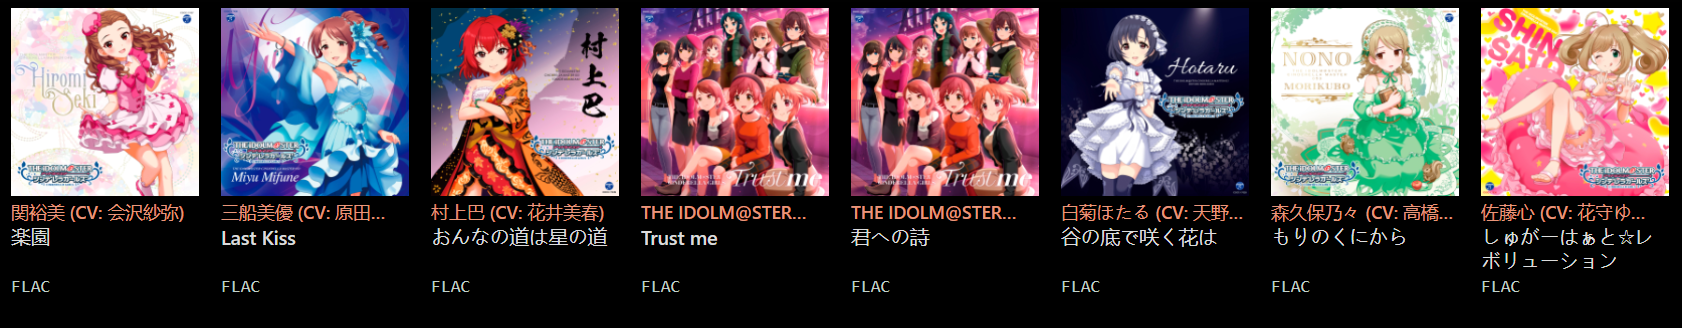 Hiromi
Seki
THE IDOLM@STER
シンデレラガールズ
関裕美 (CV: 会沢紗弥)
楽園
FLAC
THE IDOLM@STER
シンデレラガールズ
Miyu Mifune
三船美優 (CV: 原田...
Last Kiss
FLAC
村上巴
THE IDOLM@STER
シンデレラガールズ
村上巴 (CV: 花井美春)
おんなの道は星の道
FLAC
THE IDOLM@STER
CINDERELLA GIRLS
Trust me
THE IDOLM@STER...
Trust me
FLAC
THE IDOLM@STER
CINDERELLA GIRLS
Trust me
THE IDOLM@STER...
君への詩
FLAC
Hotaru
THE IDOLM@STER
シンデレラガールズ
白菊ほたる (CV: 天野...
谷の底で咲く花は
FLAC
NONO
MORIKUBO
THE IDOLM@STER
シンデレラガールズ
森久保乃々 (CV: 高橋...
もりのくにから
FLAC
SHIN
SATO
THE IDOLM@STER
シンデレラガールズ
佐藤心 (CV: 花守ゆ...
しゅがーはぁと☆レ
ボリューション
FLAC